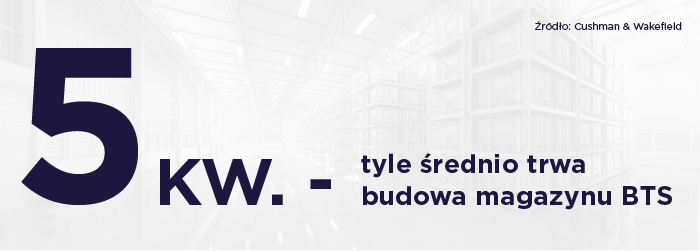 Źródło: Cushman & Wakefield
5 KW. -
tyle średnio trwa
budowa magazynu BTS